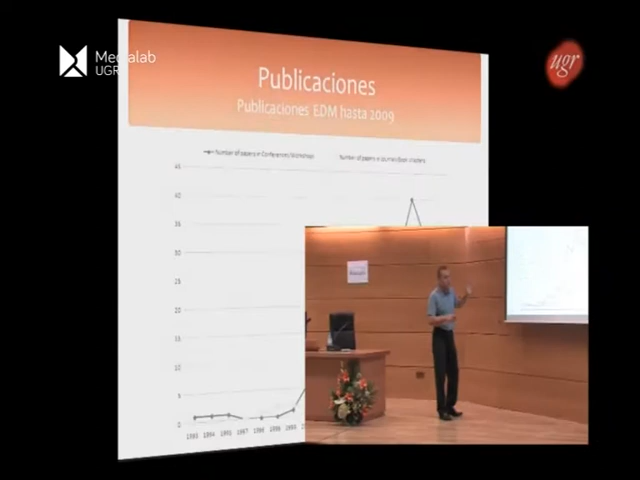 Medialab
UGR
ugr
Publicaciones
Publicaciones EDM hasta 2009
Number of papers in Conferences/Workshops
Number of papers in Journals/Book chapters
45
40
35
30
25
20
15
10
5
0
1993 1994 1995 1997 1998 1999